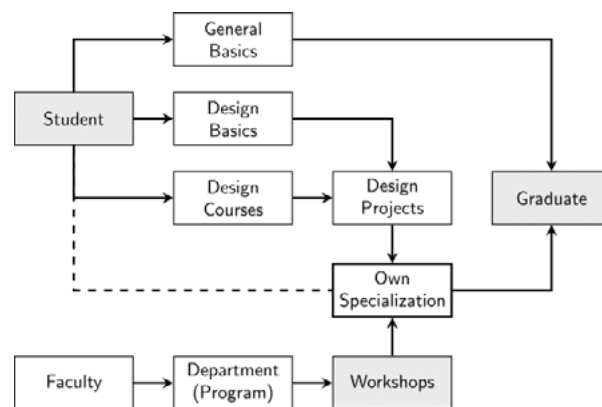 General
Basics
Student
Design
Basics
Design
Courses
Design
Projects
Graduate
Own
Specialization
Faculty
Department
(Program)
Workshops